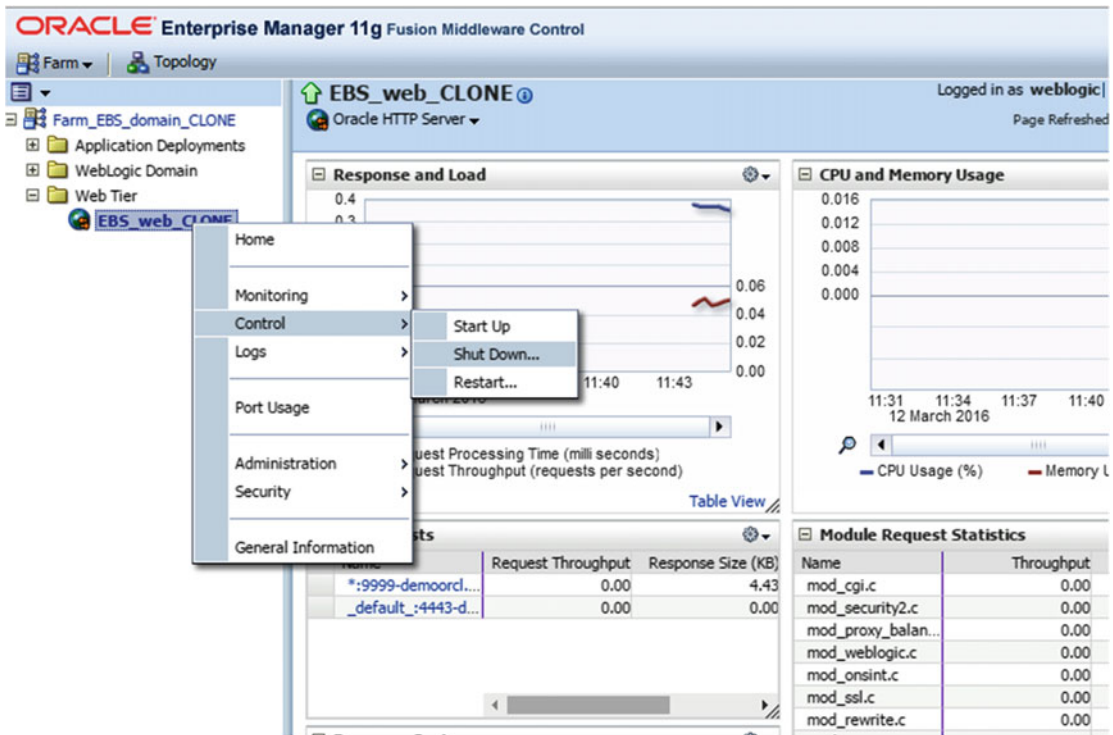 ORACLE Enterprise Manager 11g Fusion Middleware Control
Farm
Topology
Farm_EBS_domain_CLONE
Application Deployments
WebLogic Domain
Web Tier
EBS_web_CLONE
Home
Monitoring
Control
Logs
Port Usage
Administration
Security
General Information
Start Up
Shut Down...
Restart...
EBS_web_CLONE
Oracle HTTP Server
Logged in as weblogic|
Page Refreshed
Response and Load
0.4
0.3
0.06
0.04
0.02
0.00
11:40 11:43
2016
Processing Time (milli seconds)
Throughput (requests per second)
Table View
CPU and Memory Usage
0.016
0.012
0.008
0.004
0.000
11:31 11:34 11:37 11:40
12 March 2016
CPU Usage (%)
Memory
Request Throughput Response Size (KB)
*:9999-demoorcl.... 0.00 4.43
_default_:4443-d... 0.00 0.00
Module Request Statistics
Name Throughput
mod_cgi.c 0.00
mod_security2.c 0.00
mod_proxy_balan... 0.00
mod_weblogic.c 0.00
mod_onsint.c 0.00
mod_ssl.c 0.00
mod_rewrite.c 0.00